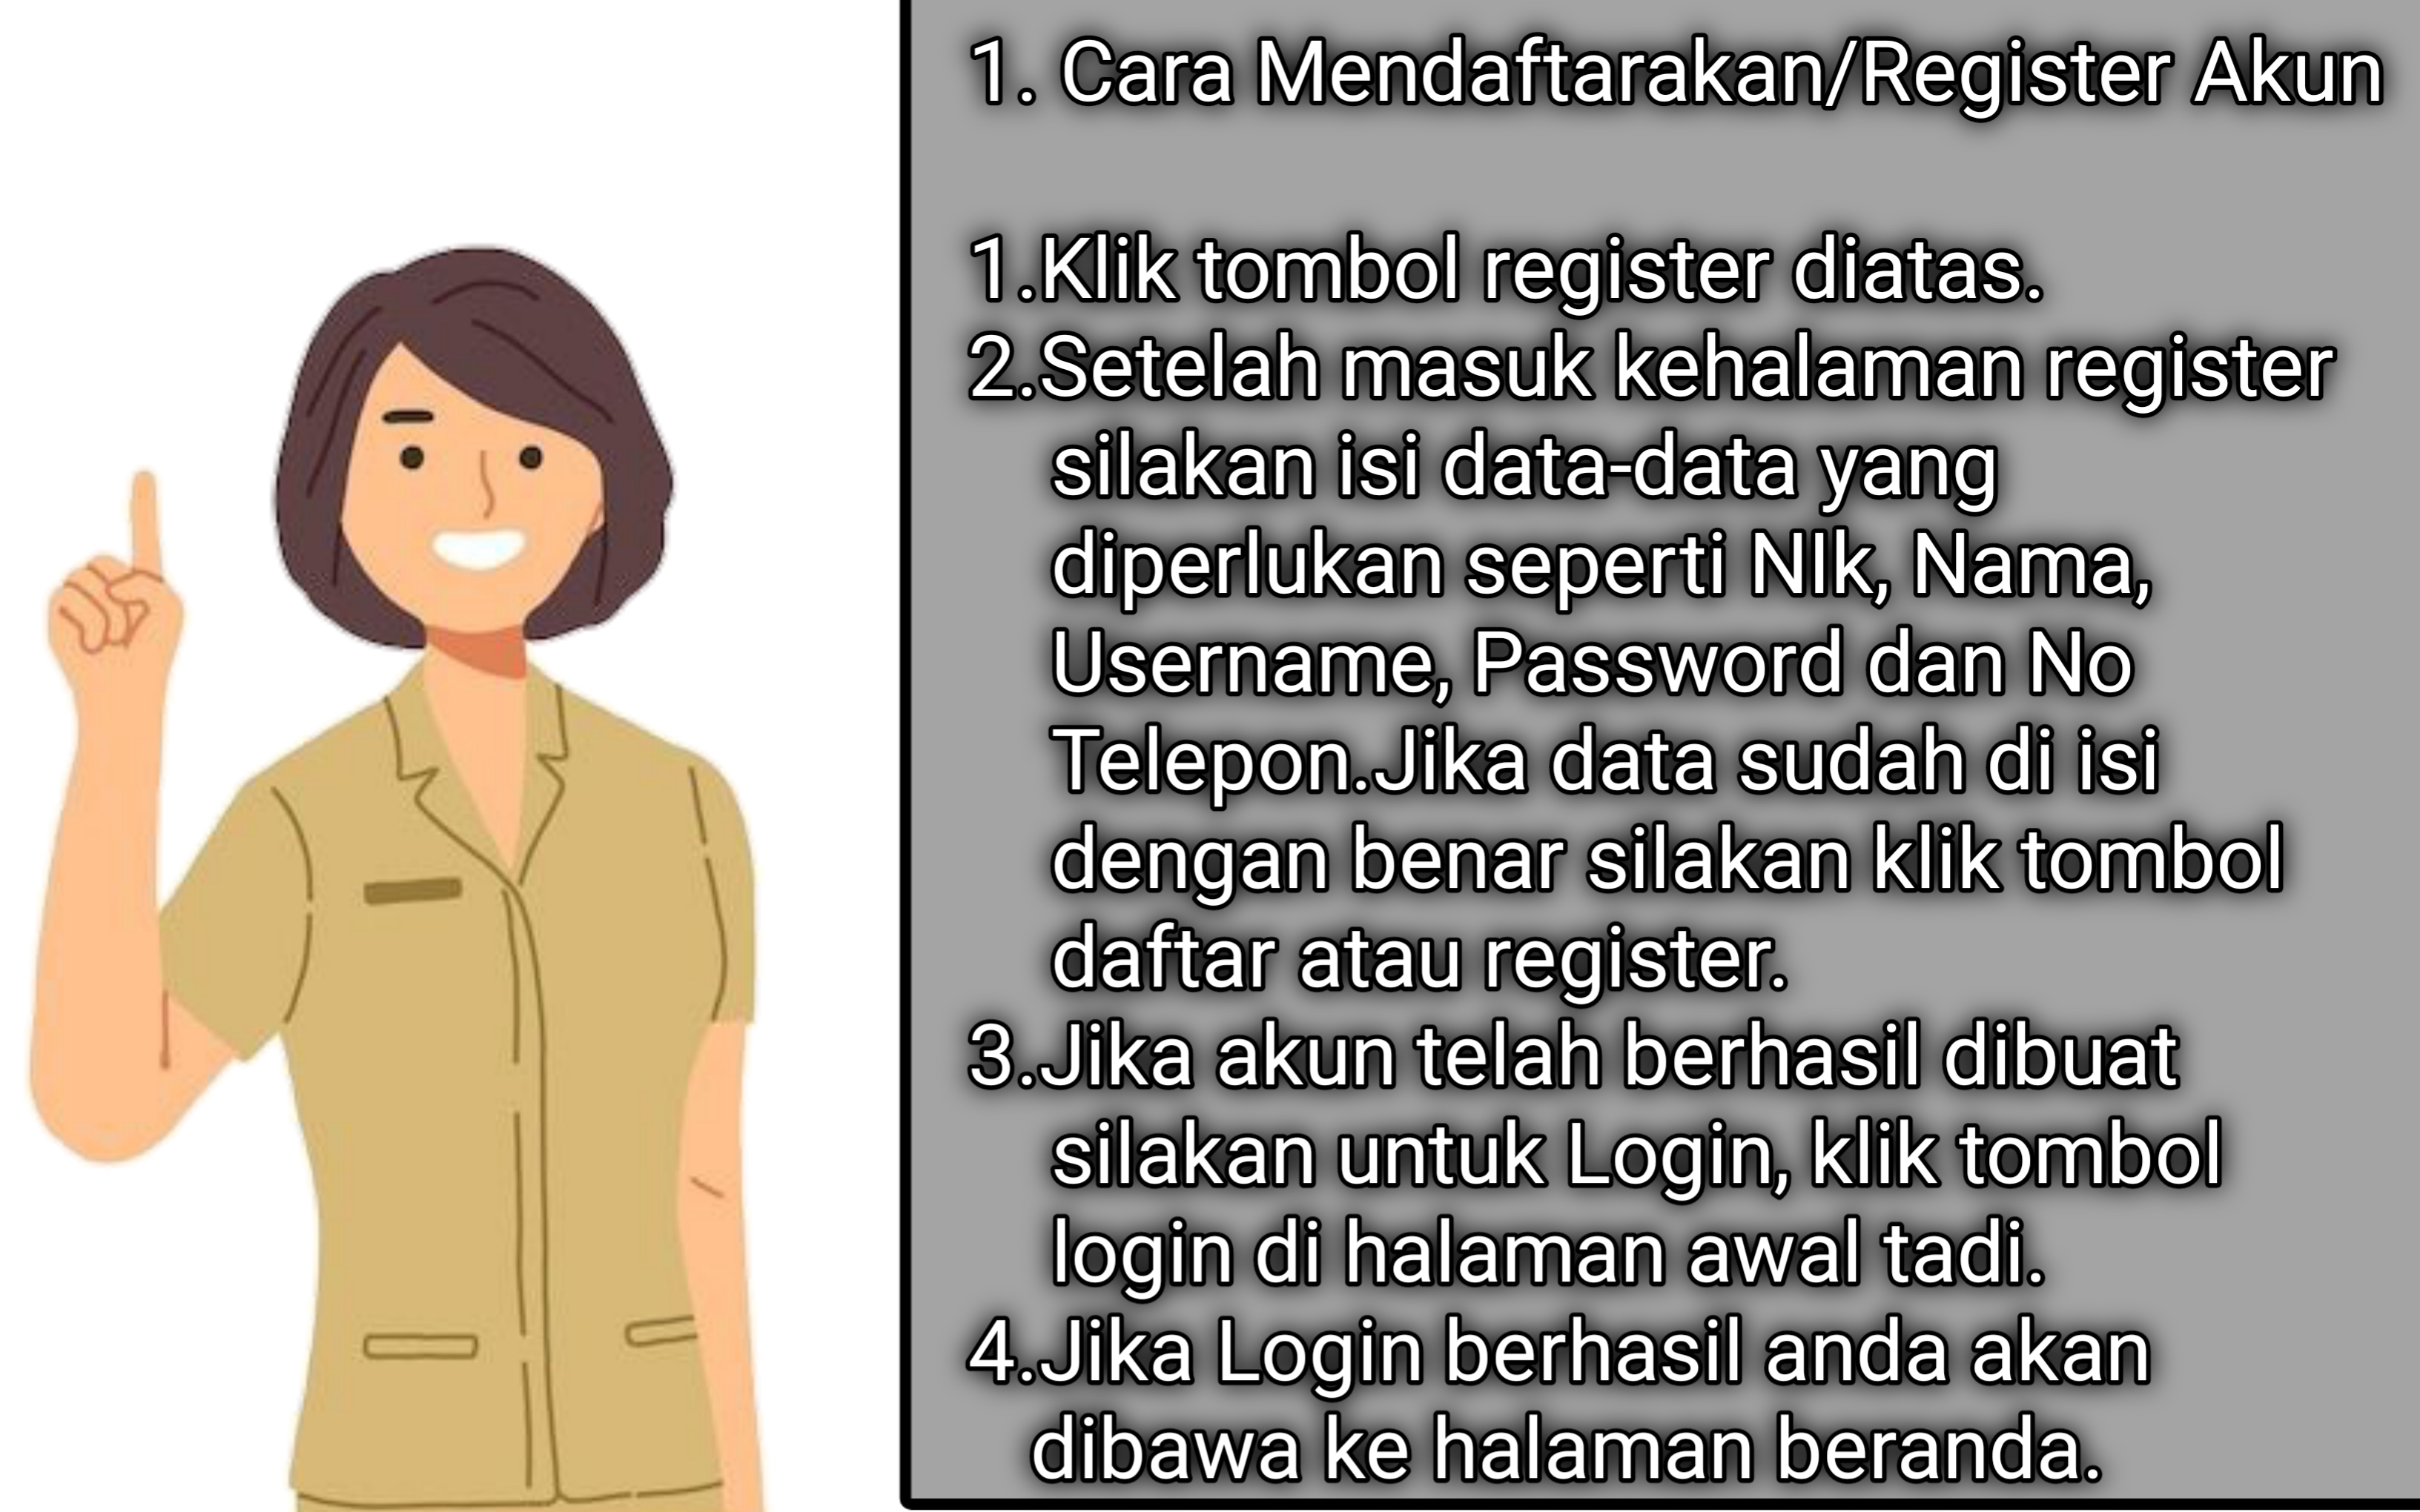 1. Cara Mendaftarakan/Register Akun
1.Klik tombol register diatas.
2.Setelah masuk kehalaman register
silakan isi data-data yang
diperlukan seperti NIk, Nama,
Username, Password dan No
Telepon.Jika data sudah di isi
dengan benar silakan klik tombol
daftar atau register.
3.Jika akun telah berhasil dibuat
silakan untuk Login, klik tombol
login di halaman awal tadi.
4.Jika Login berhasil anda akan
dibawa ke halaman beranda.